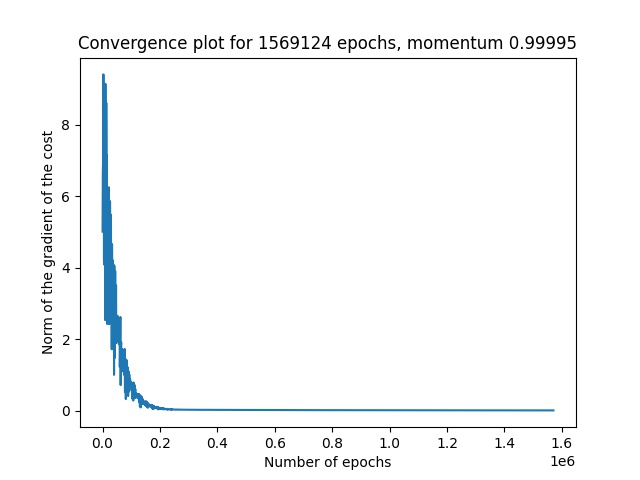 Convergence plot for 1569124 epochs, momentum 0.99995
Norm of the gradient of the cost
8
6
4
2
0
0.0 0.2 0.4 0.6 0.8 1.0 1.2 1.4 1.6
1e6
Number of epochs